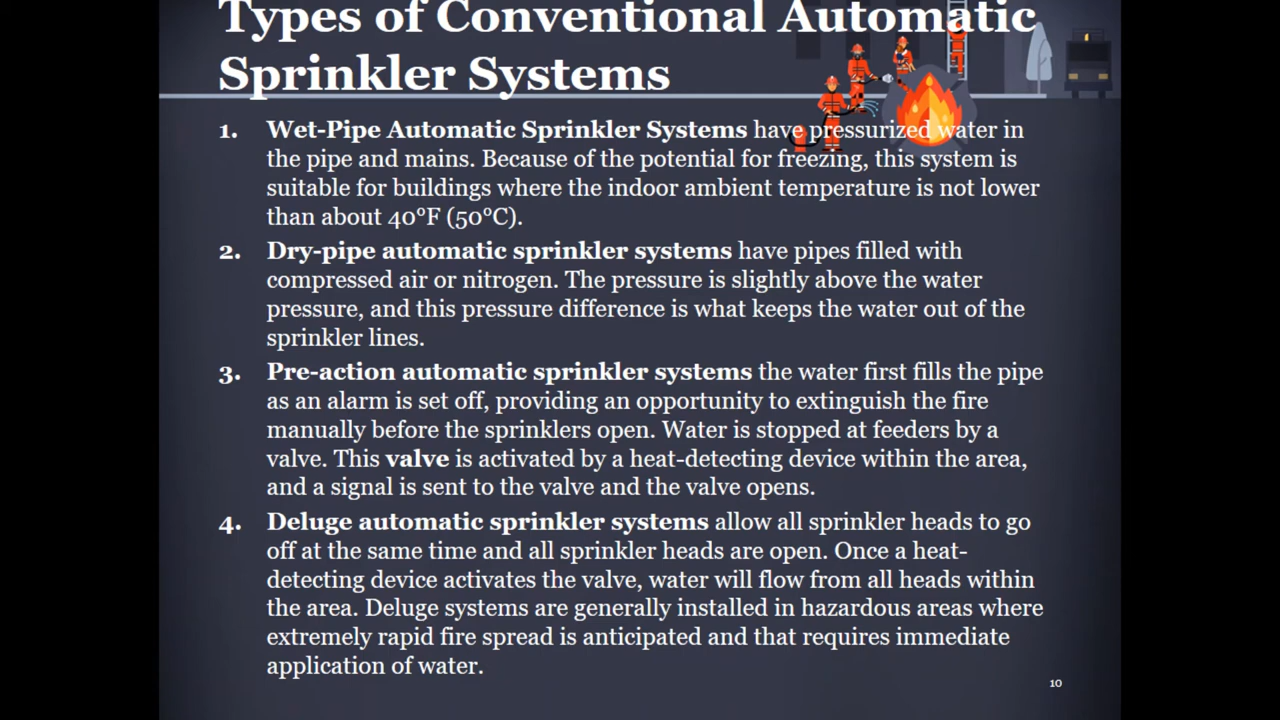 Types of Conventional Automatic
Sprinkler Systems
1. Wet-Pipe Automatic Sprinkler Systems have pressurized water in
the pipe and mains. Because of the potential for freezing, this system is
suitable for buildings where the indoor ambient temperature is not lower
than about 40°F (50°C).
2. Dry-pipe automatic sprinkler systems have pipes filled with
compressed air or nitrogen. The pressure is slightly above the water
pressure, and this pressure difference is what keeps the water out of the
sprinkler lines.
3. Pre-action automatic sprinkler systems the water first fills the pipe
as an alarm is set off, providing an opportunity to extinguish the fire
manually before the sprinklers open. Water is stopped at feeders by a
valve. This valve is activated by a heat-detecting device within the area,
and a signal is sent to the valve and the valve opens.
4. Deluge automatic sprinkler systems allow all sprinkler heads to go
off at the same time and all sprinkler heads are open. Once a heat-
detecting device activates the valve, water will flow from all heads within
the area. Deluge systems are generally installed in hazardous areas where
extremely rapid fire spread is anticipated and that requires immediate
application of water.
10